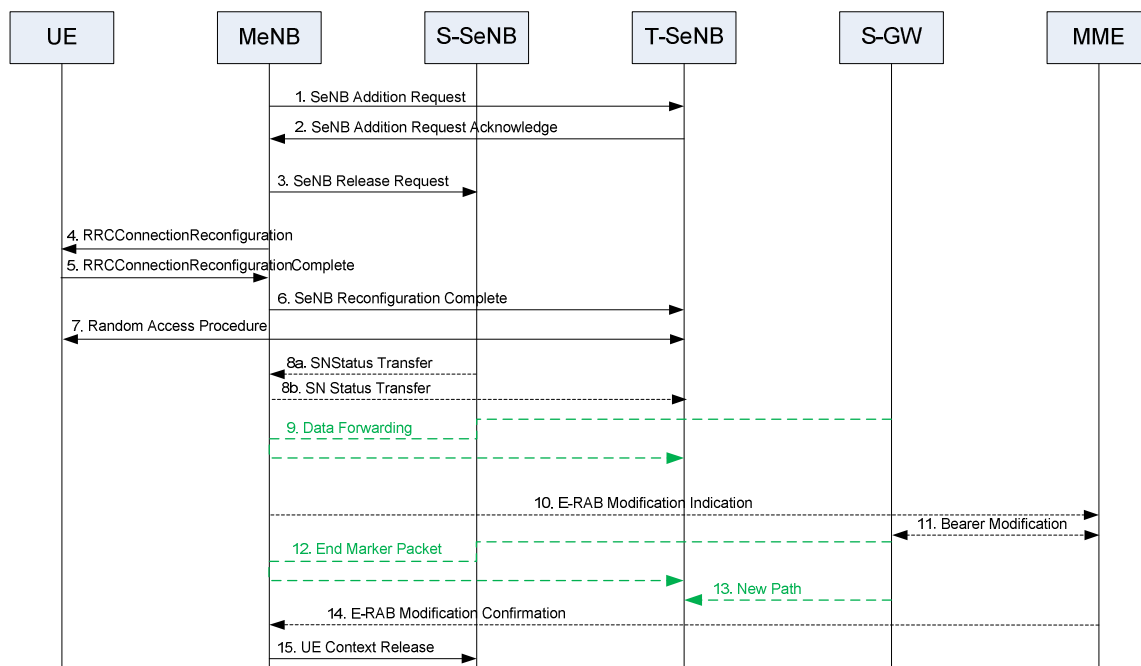 UE
MeNB
S-SeNB
T-SeNB
S-GW
MME
1. SeNB Addition Request
2. SeNB Addition Request Acknowledge
3. SeNB Release Request
4. RRCConnectionReconfiguration
5. RRCConnectionReconfigurationComplete
6. SeNB Reconfiguration Complete
7. Random Access Procedure
8a. SNStatus Transfer
8b. SN Status Transfer
9. Data Forwarding
10. E-RAB Modification Indication
11. Bearer Modification
12. End Marker Packet
13. New Path
14. E-RAB Modification Confirmation
15. UE Context Release